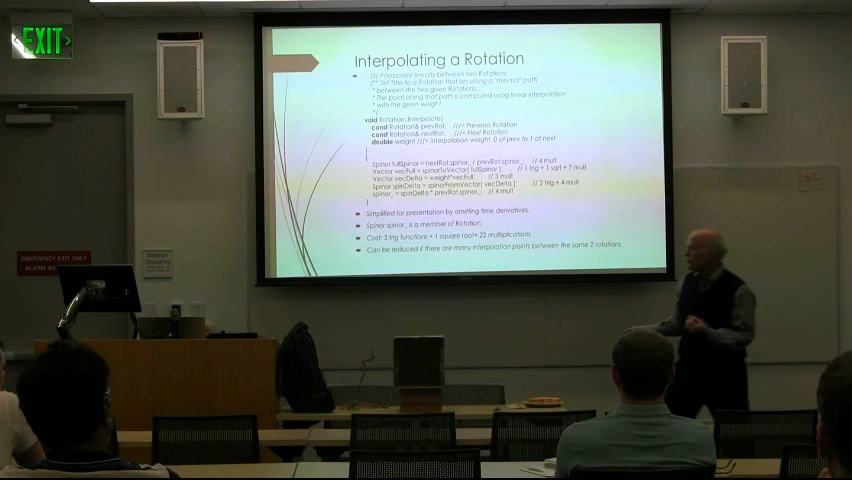 EXIT
Interpolating a Rotation
/// Interpolate linearly between two Rotations
/** Set *this to a Rotation that lies along a "minimal" path
* between the two given Rotations.
* The point along that path is computed using linear interpolation
* with the given weight.
*/
void Rotation::Interpolate(
const Rotation& prevRot, ///< Previous Rotation
const Rotation& nextRot, ///< Next Rotation
double weight ///< Interpolation weight, 0 at prev to 1 at next
)
{
Spinor fullSpinor = nextRot.spinor_ / prevRot.spinor_; // 4 mult
Vector vecFull = spinorToVector( fullSpinor ); // 1 trig + 1 sqrt + 7 mult
Vector vecDelta = weight*vecFull; // 3 mult
Spinor spinDelta = spinorFromVector( vecDelta ); // 2 trig + 4 mult
spinor_ = spinDelta * prevRot.spinor_; // 4 mult
}
Simplified for presentation by omitting time derivatives.
Spinor spinor_ is a member of Rotation.
Cost: 3 trig functions + 1 square root+ 22 multiplications
Can be reduced if there are many interpolation points between the same 2 rotations
EMERGENCY EXIT ONLY
ALARM
Maximum
Occupancy